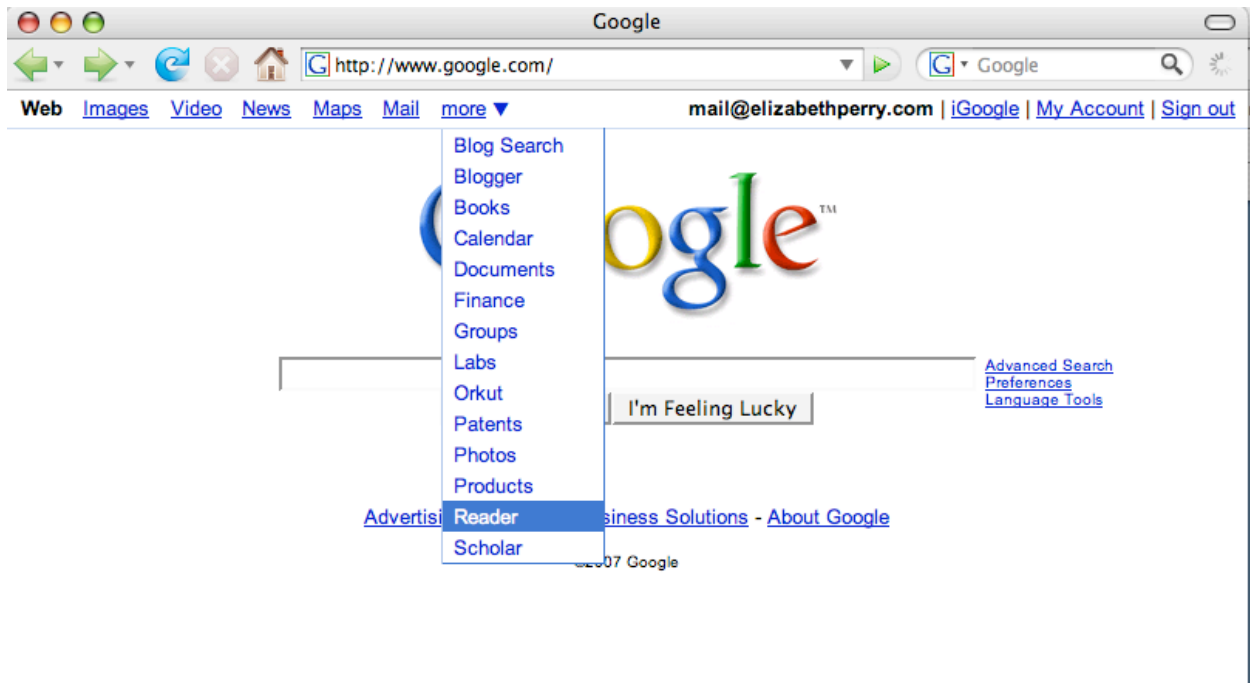 Google
http://www.google.com/
Google
Web Images Video News Maps Mail more ▼ mail@elizabethperry.com | iGoogle | My Account | Sign out
Blog Search
Blogger
Books
Calendar
Documents
Finance
Groups
Labs
Orkut
Patents
Photos
Products
Reader
Scholar
ogle™
Advanced Search
Preferences
Language Tools
I'm Feeling Lucky
Advertisi siness Solutions - About Google
07 Google